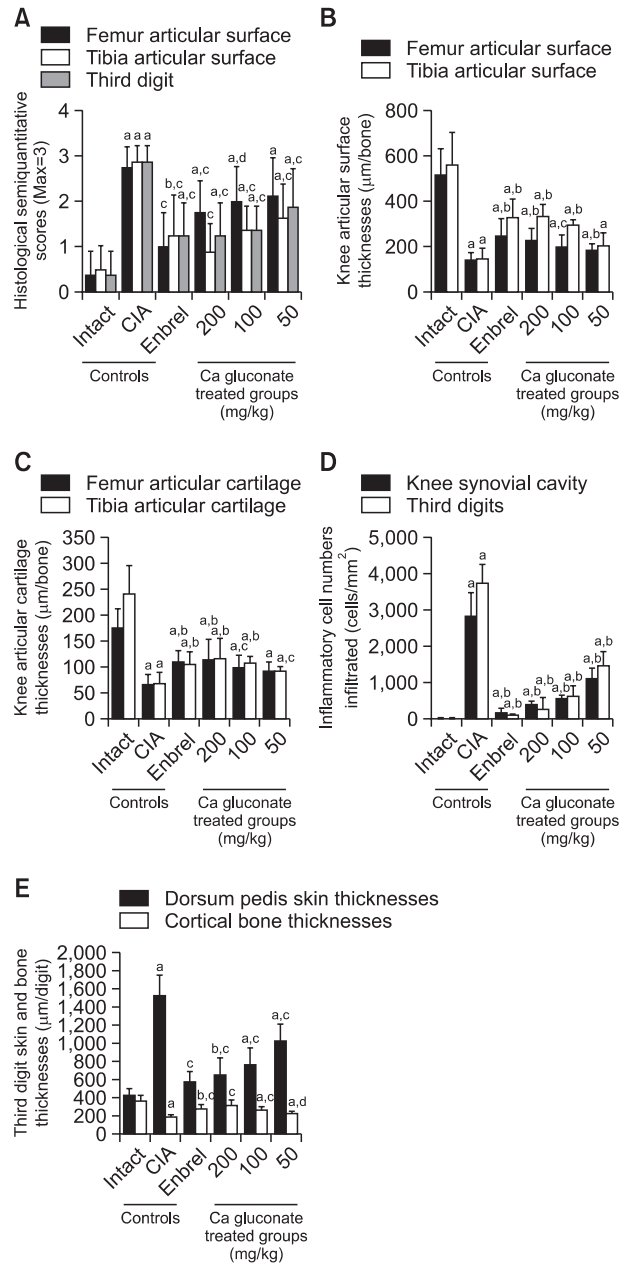 A
Femur articular surface
Tibia articular surface
Third digit
Histological semiquantitative
scores (Max=3)
4
3
2
1
0
a a a
c
b,c
a,c
a,c
c
a,c
a,d
a,c
a,c
a
a,c
a,c
Intact
CIA
Enbrel
200
100
50
Controls
Ca gluconate
treated groups
(mg/kg)
B
Femur articular surface
Tibia articular surface
Knee articular surface
thicknesses (μm/bone)
800
600
400
200
0
a a
a,b
a,b
a,b
a,b
a,c
a,b
a,b
a
Intact
CIA
Enbrel
200
100
50
Controls
Ca gluconate
treated groups
(mg/kg)
C
Femur articular cartilage
Tibia articular cartilage
Knee articular cartilage
thicknesses (μm/bone)
350
300
250
200
150
100
50
0
a a
a,b
a,b
a,b
a,b
a,c
a,b
a
a,c
Intact
CIA
Enbrel
200
100
50
Controls
Ca gluconate
treated groups
(mg/kg)
D
Knee synovial cavity
Third digits
Inflammatory cell numbers
infiltrated (cells/mm²)
5,000
4,000
3,000
2,000
1,000
0
a
a
a,b
a,b
a,b
a,b
a,b
a,b
a,b
a,b
Intact
CIA
Enbrel
200
100
50
Controls
Ca gluconate
treated groups
(mg/kg)
E
Dorsum pedis skin thicknesses
Cortical bone thicknesses
Third digit skin and bone
thicknesses (μm/digit)
2,000
1,800
1,600
1,400
1,200
1,000
800
600
400
200
0
a
a
c
b,c
b,c
c
a,c
a,c
a,c
a,d
Intact
CIA
Enbrel
200
100
50
Controls
Ca gluconate
treated groups
(mg/kg)